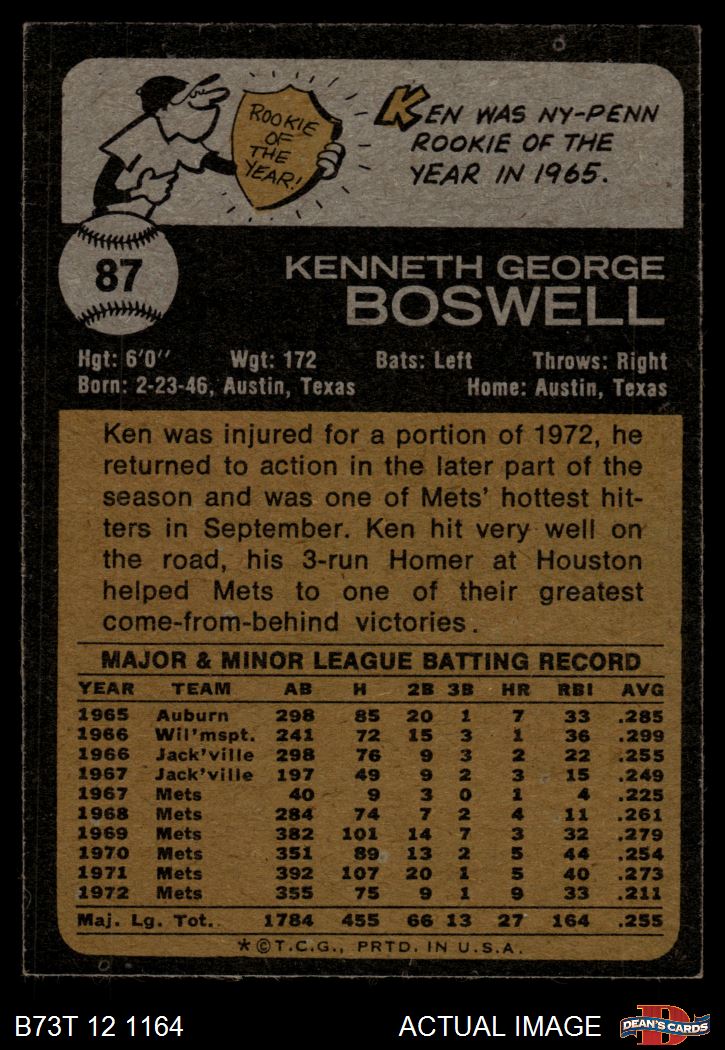 ROOKIE
OF
THE
YEAR!
KEN WAS NY-PENN
ROOKIE OF THE
YEAR IN 1965.
87
KENNETH GEORGE
BOSWELL
Hgt: 6'0" Wgt: 172 Bats: Left Throws: Right
Born: 2-23-46, Austin, Texas Home: Austin, Texas
Ken was injured for a portion of 1972, he
returned to action in the later part of the
season and was one of Mets' hottest hit-
ters in September. Ken hit very well on
the road, his 3-run Homer at Houston
helped Mets to one of their greatest
come-from-behind victories.
MAJOR & MINOR LEAGUE BATTING RECORD
YEAR TEAM AB H 2B 3B HR RBI AVG
1965 Auburn 298 85 20 1 7 33 .285
1966 Wil'mspt. 241 72 15 3 1 36 .299
1966 Jack'ville 298 76 9 3 2 22 .255
1967 Jack'ville 197 49 9 2 3 15 .249
1967 Mets 40 9 3 0 1 4 .225
1968 Mets 284 74 7 2 4 11 .261
1969 Mets 382 101 14 7 3 32 .279
1970 Mets 351 89 13 2 5 44 .254
1971 Mets 392 107 20 1 5 40 .273
1972 Mets 355 75 9 1 9 33 .211
Maj. Lg. Tot. 1784 455 66 13 27 164 .255
*©T.C.G., PRTD. IN U.S.A.
B73T 12 1164 ACTUAL IMAGE
D
DEAN'S CARDS